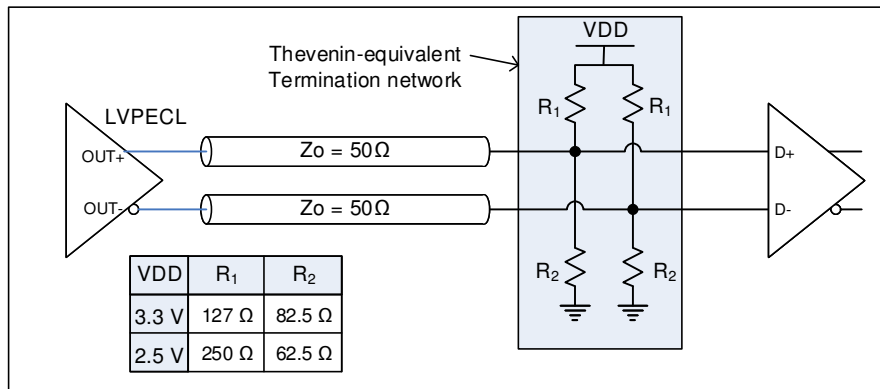 VDD
Thevenin-equivalent
Termination network
R₁ R₁
LVPECL
OUT+ Zo = 50Ω D+
OUT- Zo = 50Ω D-
R₂ R₂
VDD R₁ R₂
3.3 V 127 Ω 82.5 Ω
2.5 V 250 Ω 62.5 Ω